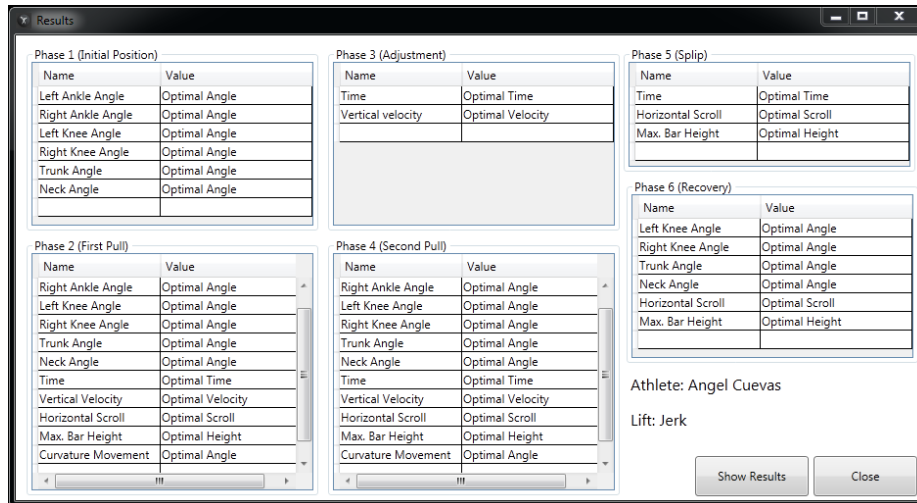 Results
Phase 1 (Initial Position)
Name Value
Left Ankle Angle Optimal Angle
Right Ankle Angle Optimal Angle
Left Knee Angle Optimal Angle
Right Knee Angle Optimal Angle
Trunk Angle Optimal Angle
Neck Angle Optimal Angle
Phase 2 (First Pull)
Name Value
Right Ankle Angle Optimal Angle
Left Knee Angle Optimal Angle
Right Knee Angle Optimal Angle
Trunk Angle Optimal Angle
Neck Angle Optimal Angle
Time Optimal Time
Vertical Velocity Optimal Velocity
Horizontal Scroll Optimal Scroll
Max. Bar Height Optimal Height
Curvature Movement Optimal Angle
Phase 3 (Adjustment)
Name Value
Time Optimal Time
Vertical velocity Optimal Velocity
Phase 4 (Second Pull)
Name Value
Right Ankle Angle Optimal Angle
Left Knee Angle Optimal Angle
Right Knee Angle Optimal Angle
Trunk Angle Optimal Angle
Neck Angle Optimal Angle
Time Optimal Time
Vertical Velocity Optimal Velocity
Horizontal Scroll Optimal Scroll
Max. Bar Height Optimal Height
Curvature Movement Optimal Angle
Phase 5 (Splip)
Name Value
Time Optimal Time
Horizontal Scroll Optimal Scroll
Max. Bar Height Optimal Height
Phase 6 (Recovery)
Name Value
Left Knee Angle Optimal Angle
Right Knee Angle Optimal Angle
Trunk Angle Optimal Angle
Neck Angle Optimal Angle
Horizontal Scroll Optimal Scroll
Max. Bar Height Optimal Height
Athlete: Angel Cuevas
Lift: Jerk
Show Results Close